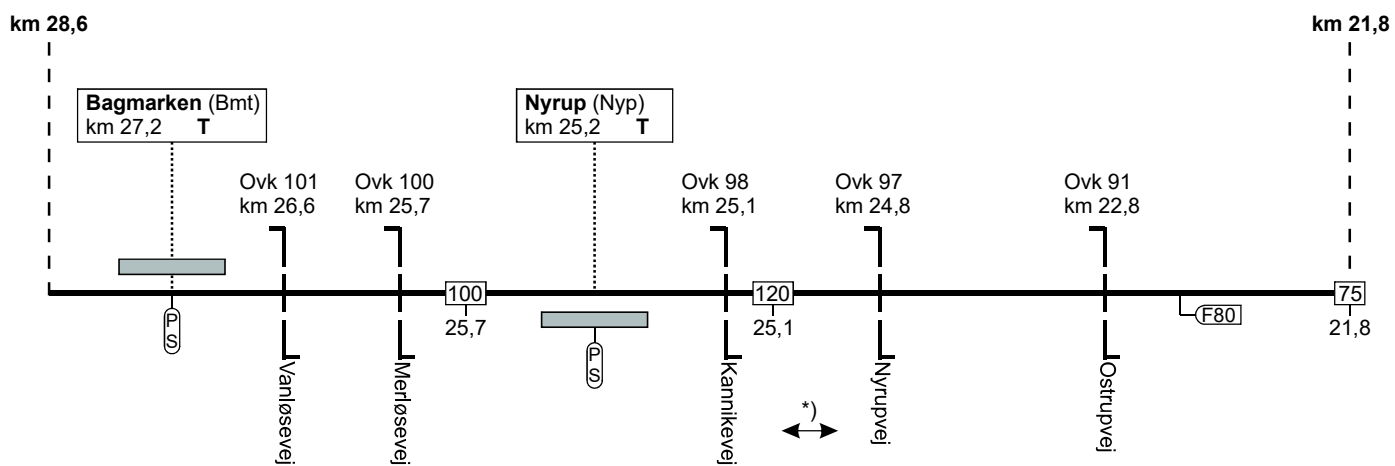 km 28,6
km 21,8
Bagmarken (Bmt)
km 27,2 T
Nyrup (Nyp)
km 25,2 T
Ovk 101
km 26,6
Ovk 100
km 25,7
Ovk 98
km 25,1
Ovk 97
km 24,8
Ovk 91
km 22,8
100
25,7
120
25,1
75
21,8
F80
P
S
P
S
Vanløsevej
Merløsevej
Kannikevej
*)
Nyrupvej
Ostrupvej